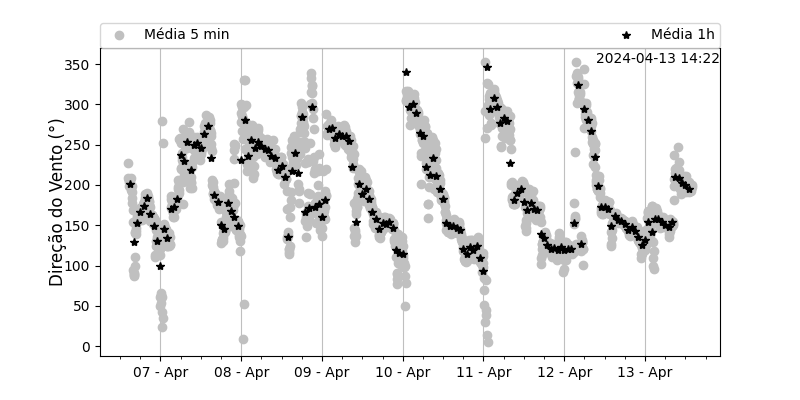 Média 5 min
Média 1h
2024-04-13 14:22
Direção do Vento (°)
350
300
250
200
150
100
50
0
07 - Apr
08 - Apr
09 - Apr
10 - Apr
11 - Apr
12 - Apr
13 - Apr